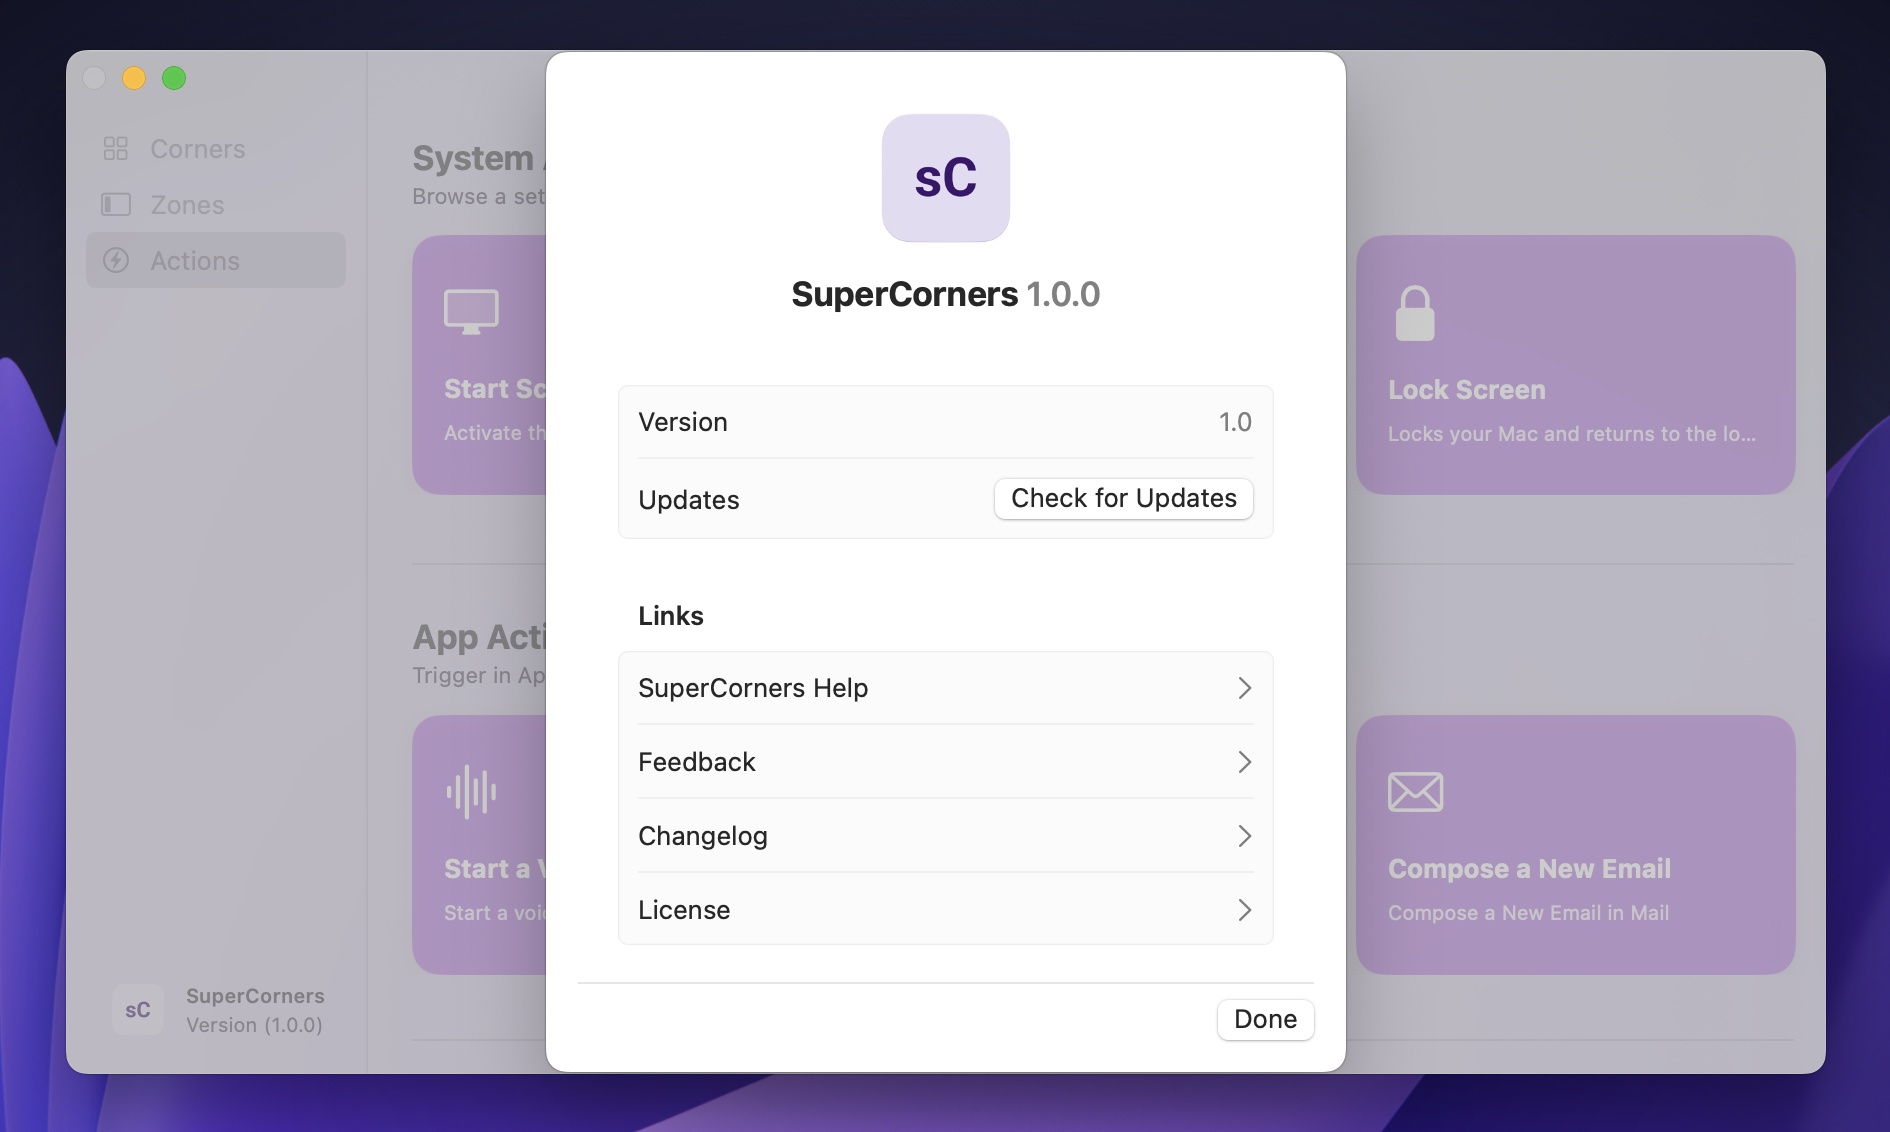 Corners
Zones
Actions
sC
SuperCorners
Version (1.0.0)
System
Browse a set
Start Sc
Activate th
Lock Screen
Locks your Mac and returns to the lo...
App Acti
Trigger in Ap
Start a
Start a voi
Compose a New Email
Compose a New Email in Mail
sC
SuperCorners 1.0.0
Version 1.0
Updates Check for Updates
Links
SuperCorners Help
Feedback
Changelog
License
Done